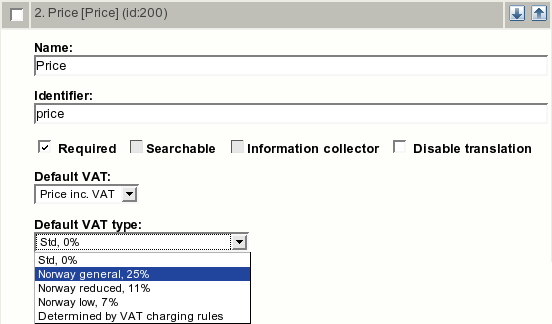 2. Price [Price] (id:200)
Name:
Price
Identifier:
price
Required Searchable Information collector Disable translation
Default VAT:
Price inc. VAT
Default VAT type:
Std, 0%
Std, 0%
Norway general, 25%
Norway reduced, 11%
Norway low, 7%
Determined by VAT charging rules